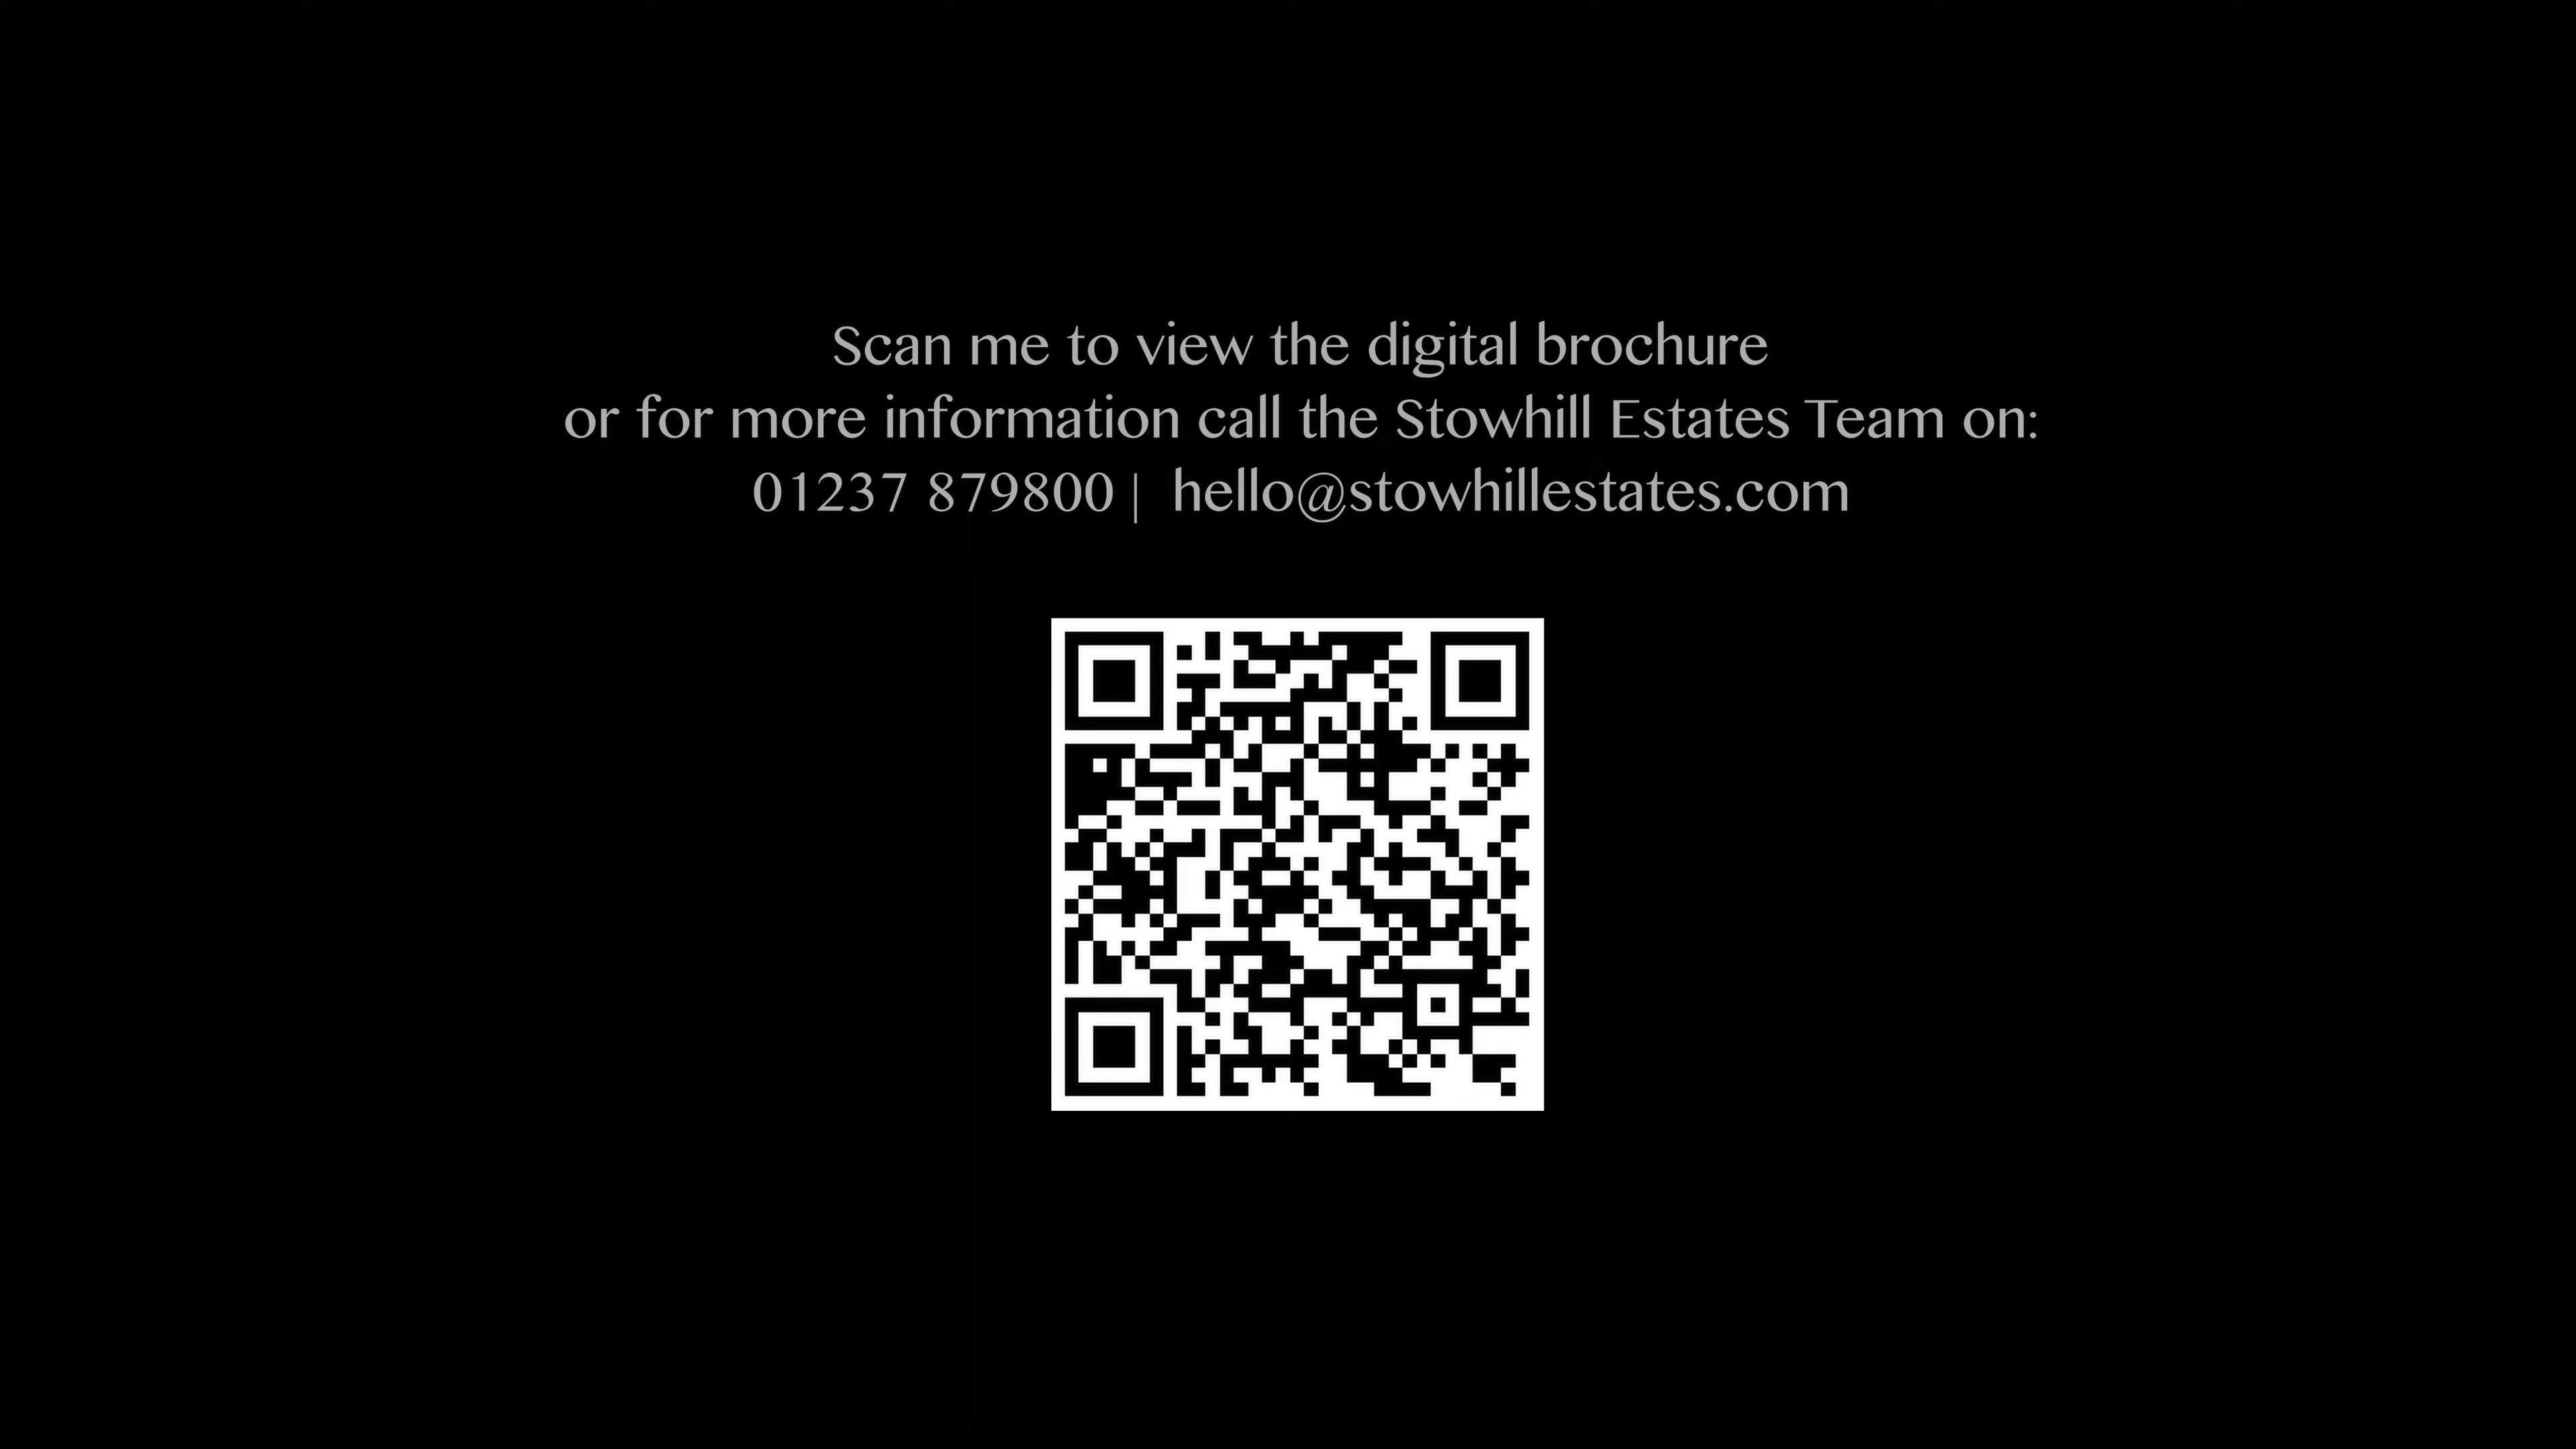 Scan me to view the digital brochure
or for more information call the Stowhill Estates Team on:
01237 879800 | hello@stowhillestates.com